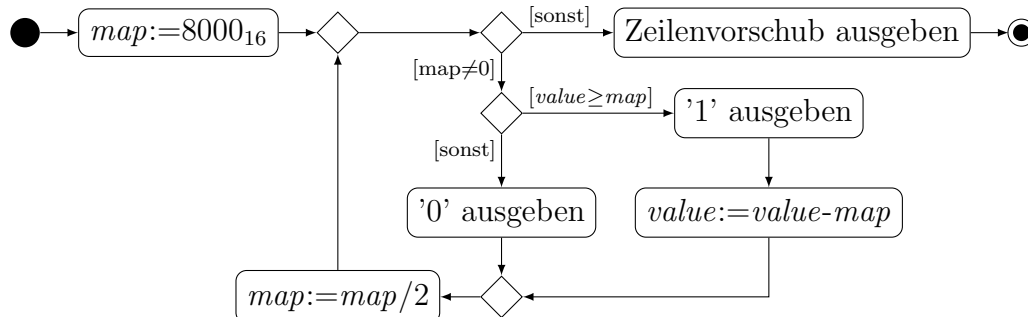 [sonst]
map:=8000₁₆
Zeilenvorschub ausgeben
[map≠0]
[value≥map]
'1' ausgeben
[sonst]
'0' ausgeben
value:=value-map
map:=map/2